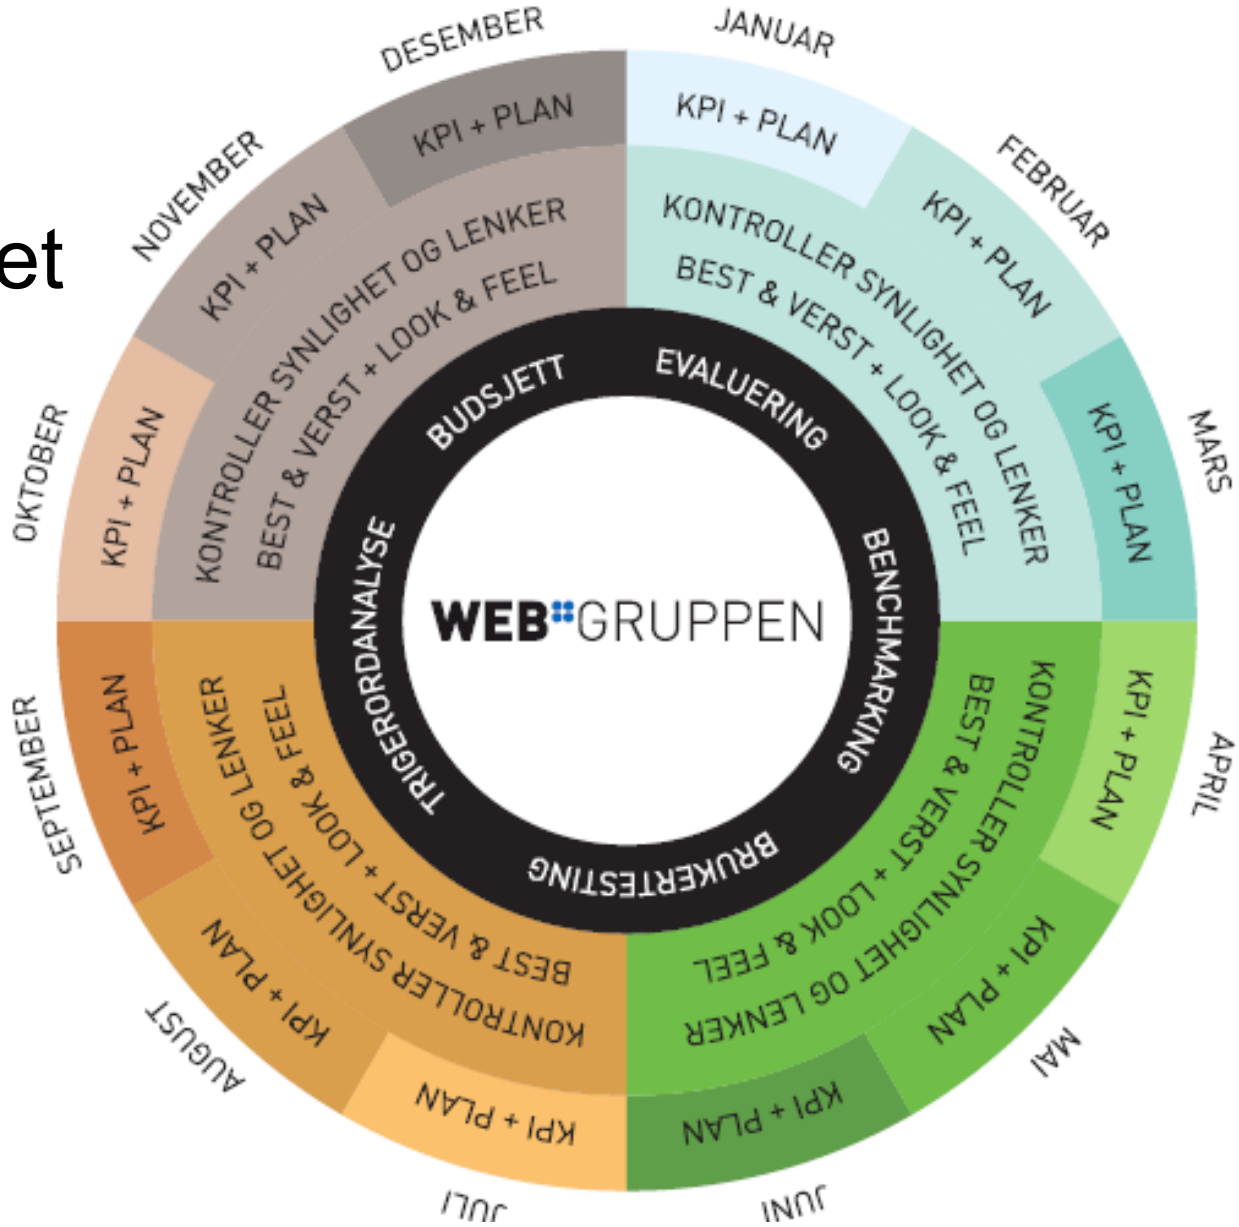 et
JANUAR
FEBRUAR
MARS
APRIL
MAI
JUNI
JULI
AUGUST
SEPTEMBER
OKTOBER
NOVEMBER
DESEMBER
KPI + PLAN
KPI + PLAN
KPI + PLAN
KPI + PLAN
KPI + PLAN
KPI + PLAN
KPI + PLAN
KPI + PLAN
KPI + PLAN
KPI + PLAN
KPI + PLAN
KPI + PLAN
KONTROLLER SYNLIGHET OG LENKER
BEST & VERST + LOOK & FEEL
KONTROLLER SYNLIGHET OG LENKER
BEST & VERST + LOOK & FEEL
KONTROLLER SYNLIGHET OG LENKER
BEST & VERST + LOOK & FEEL
KONTROLLER SYNLIGHET OG LENKER
BEST & VERST + LOOK & FEEL
EVALUERING
BENCHMARKING
BRUKERTESTING
TRIGERORDANALYSE
BUDSJETT
WEB GRUPPEN